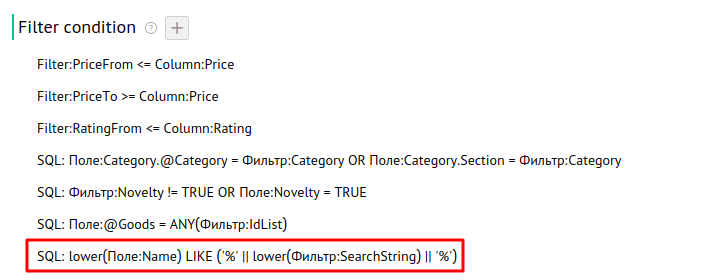 Filter condition ? +
Filter:PriceFrom <= Column:Price
Filter:PriceTo >= Column:Price
Filter:RatingFrom <= Column:Rating
SQL: Поле:Category.@Category = Фильтр:Category OR Поле:Category.Section = Фильтр:Category
SQL: Фильтр:Novelty != TRUE OR Поле:Novelty = TRUE
SQL: Поле:@Goods = ANY(Фильтр:IdList)
SQL: lower(Поле:Name) LIKE ('%' || lower(Фильтр:SearchString) || '%')